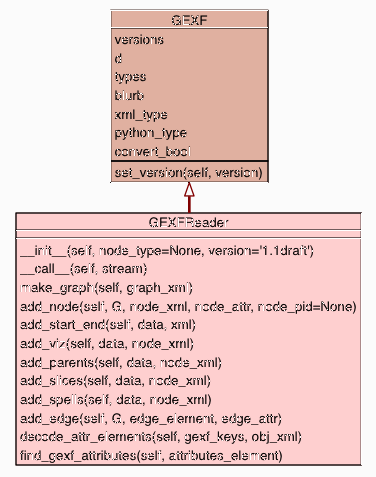 GEXF
versions
d
types
blurb
xml_type
python_type
convert_bool
set_version(self, version)
GEXFReader
__init__(self, node_type=None, version='1.1draft')
__call__(self, stream)
make_graph(self, graph_xml)
add_node(self, G, node_xml, node_attr, node_pid=None)
add_start_end(self, data, xml)
add_viz(self, data, node_xml)
add_parents(self, data, node_xml)
add_slices(self, data, node_xml)
add_spells(self, data, node_xml)
add_edge(self, G, edge_element, edge_attr)
decode_attr_elements(self, gexf_keys, obj_xml)
find_gexf_attributes(self, attributes_element)